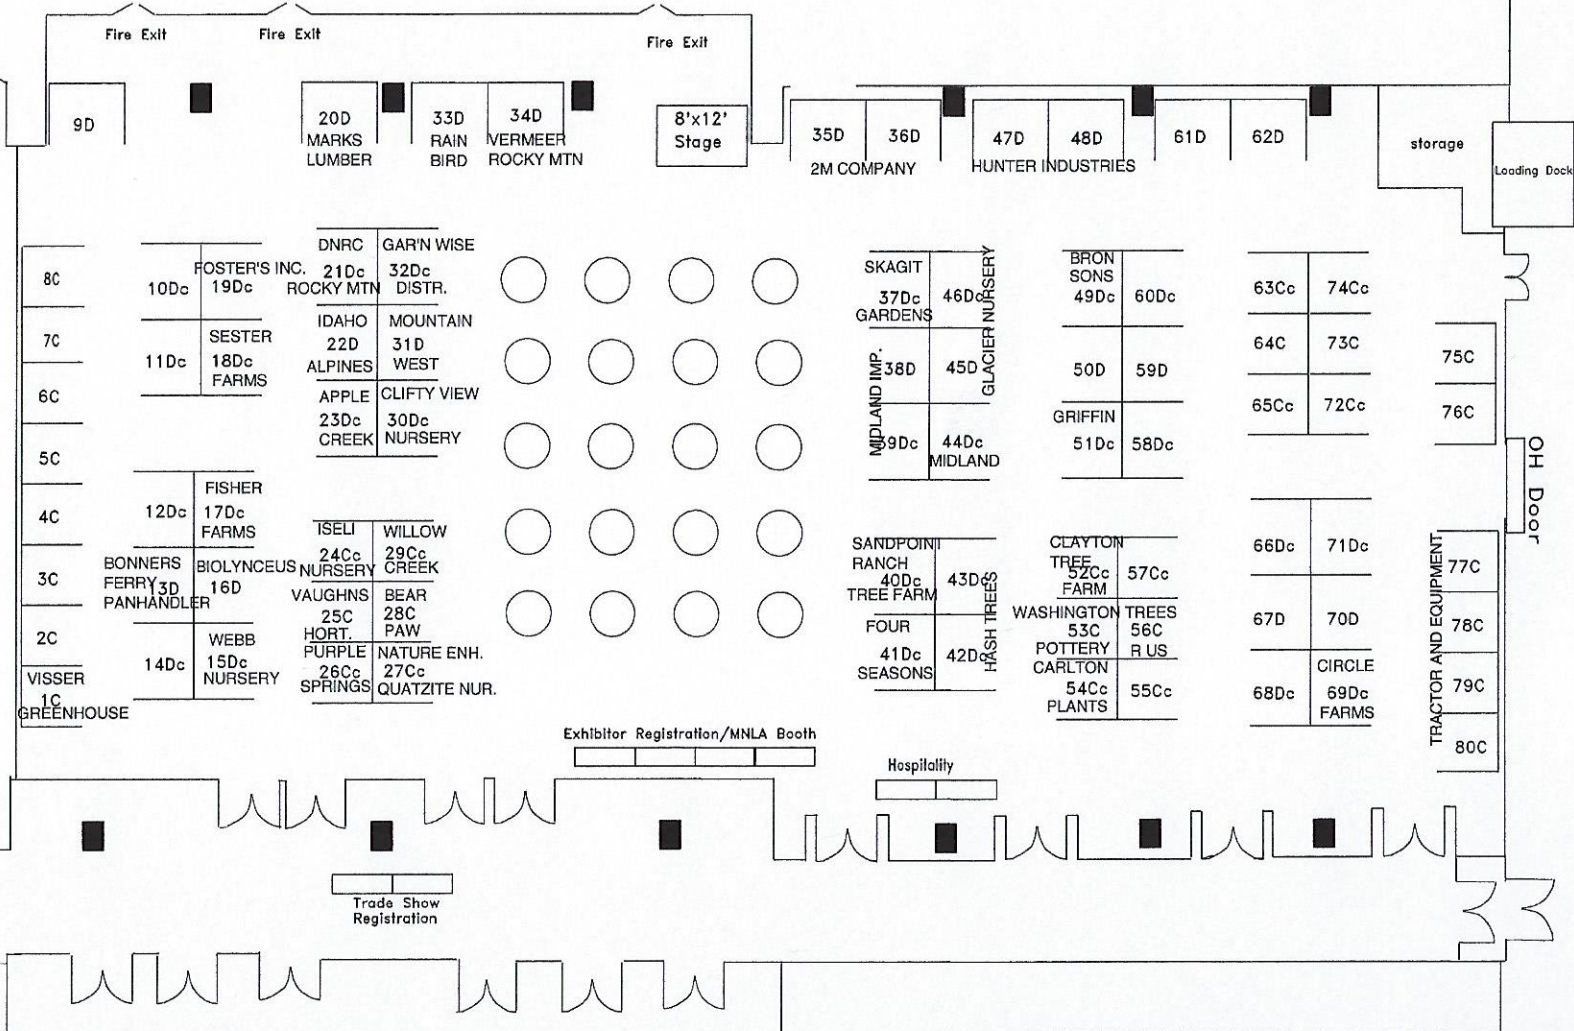 Fire Exit
Fire Exit
Fire Exit
9D
20D
MARKS
LUMBER
33D
RAIN
BIRD
34D
VERMEER
ROCKY MTN
8'x12'
Stage
35D
36D
2M COMPANY
47D
48D
HUNTER INDUSTRIES
61D
62D
storage
Loading Dock
8C
7C
6C
5C
4C
3C
2C
VISSER
1C
GREENHOUSE
10Dc
FOSTER'S INC.
19Dc
11Dc
SESTER
18Dc
FARMS
12Dc
FISHER
17Dc
FARMS
BONNERS
FERRY
13D
PANHANDLER
BIOLYNCEUS
16D
14Dc
WEBB
15Dc
NURSERY
DNRC
21Dc
ROCKY MTN
GAR'N WISE
32Dc
DISTR.
IDAHO
22D
ALPINES
MOUNTAIN
31D
WEST
APPLE
23Dc
CREEK
CLIFTY VIEW
30Dc
NURSERY
ISELI
24Cc
NURSERY
WILLOW
29Cc
CREEK
VAUGHNS
25C
HORT.
BEAR
28C
PAW
PURPLE
26Cc
SPRINGS
NATURE ENH.
27Cc
QUATZITE NUR.
SKAGIT
37Dc
GARDENS
46Dc
GLACIER NURSERY
MIDLAND IMP.
38D
45D
39Dc
44Dc
MIDLAND
SANDPOINT
RANCH
40Dc
TREE FARM
43Dc
HASH TREES
FOUR
41Dc
SEASONS
42Dc
BRON
SONS
49Dc
60Dc
50D
59D
GRIFFIN
51Dc
58Dc
CLAYTON
TREE
52Cc
FARM
57Cc
WASHINGTON
53C
POTTERY
TREES
56C
R US
CARLTON
54Cc
PLANTS
55Cc
63Cc
74Cc
64C
73C
65Cc
72Cc
66Dc
71Dc
67D
70D
68Dc
CIRCLE
69Dc
FARMS
75C
76C
OH Door
TRACTOR AND EQUIPMENT
77C
78C
79C
80C
Exhibitor Registration/MNLA Booth
Hospitality
Trade Show
Registration